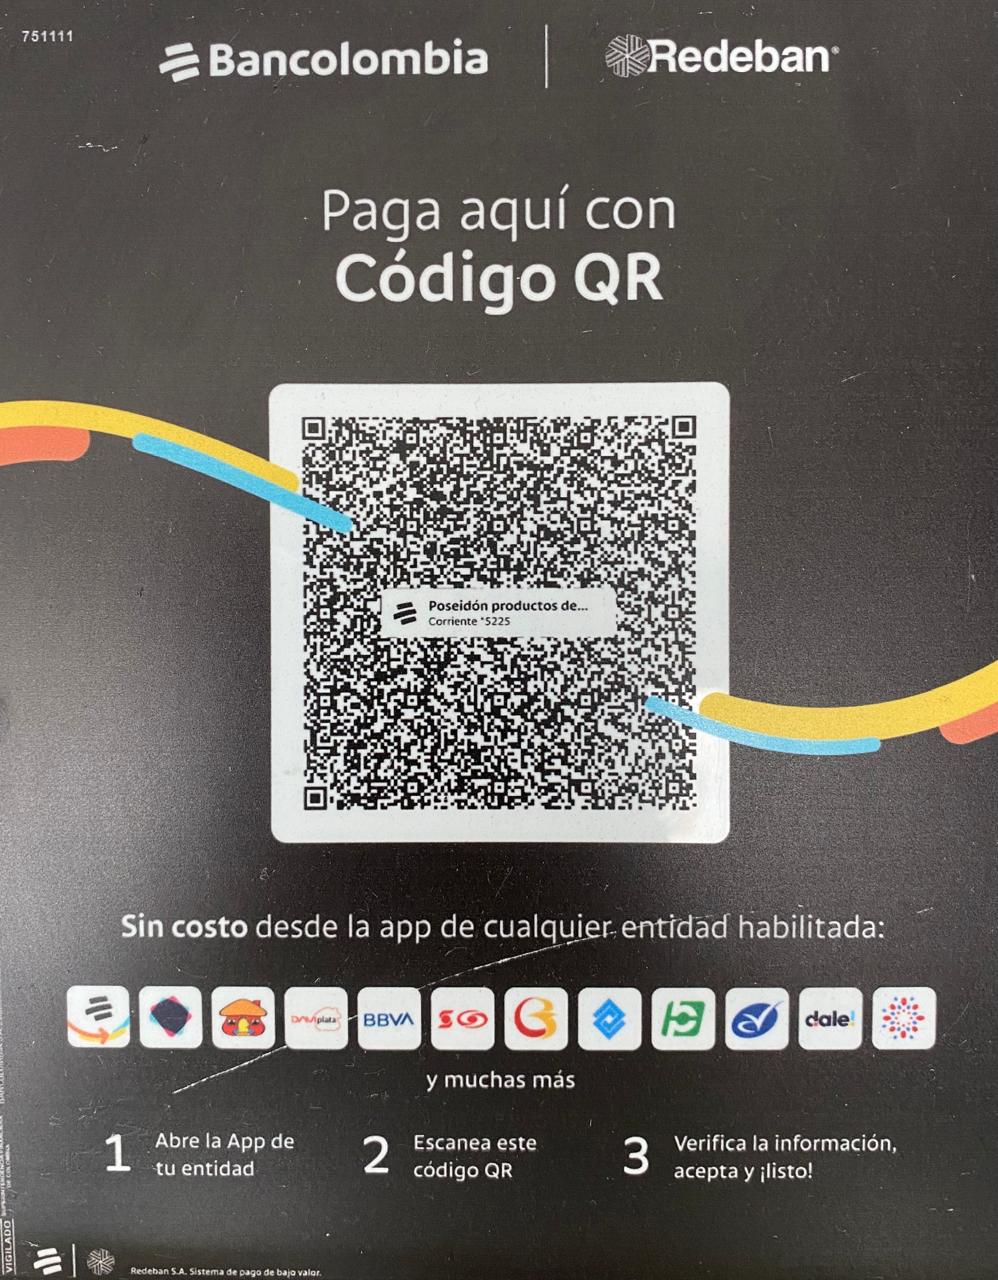 751111
Bancolombia
Redeban
Paga aquí con
Código QR
Poseidón productos de...
Corriente *5225
Sin costo desde la app de cualquier entidad habilitada:
DAVIplata
BBVA
dale!
y muchas más
1 Abre la App de
tu entidad
2 Escanea este
código QR
3 Verifica la información,
acepta y ¡listo!
VIGILADO
Redeban S.A. Sistema de pago de bajo valor.